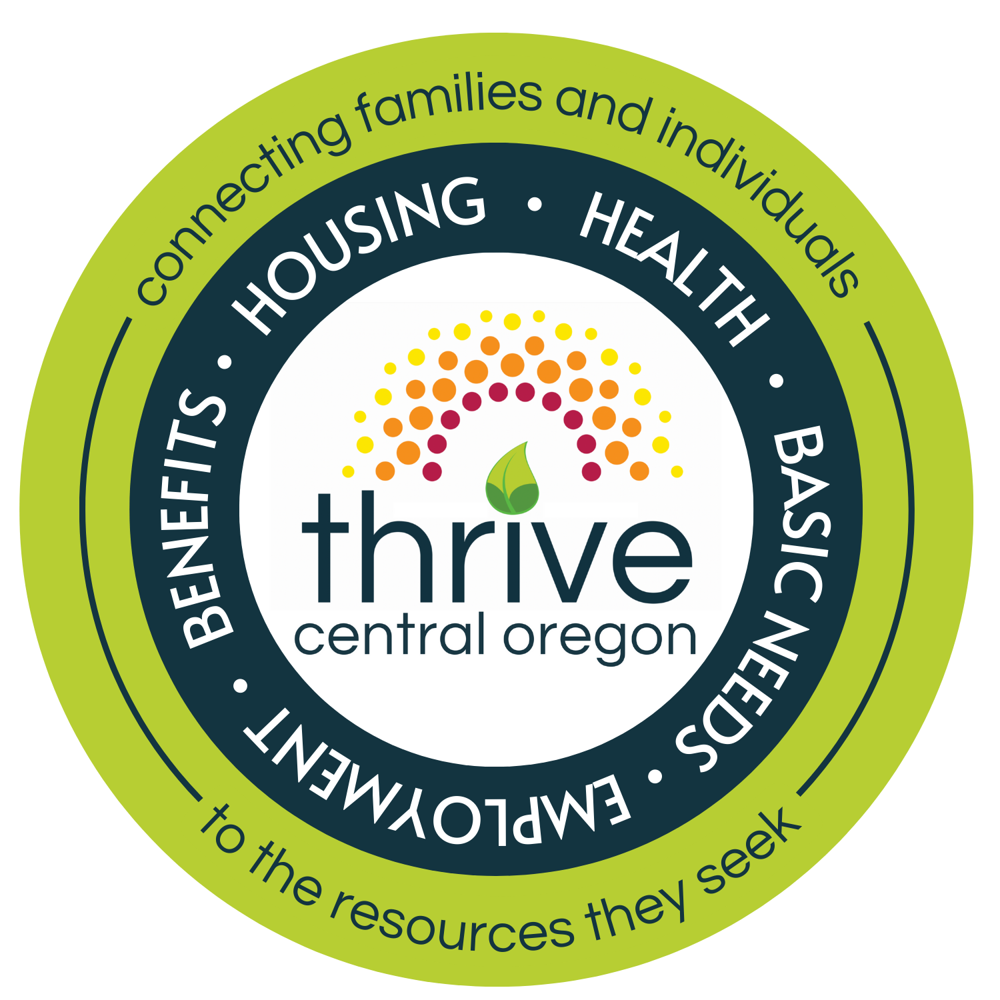 connecting families and individuals
HOUSING • HEALTH • BASIC NEEDS • EMPLOYMENT • BENEFITS •
thrive
central oregon
to the resources they seek